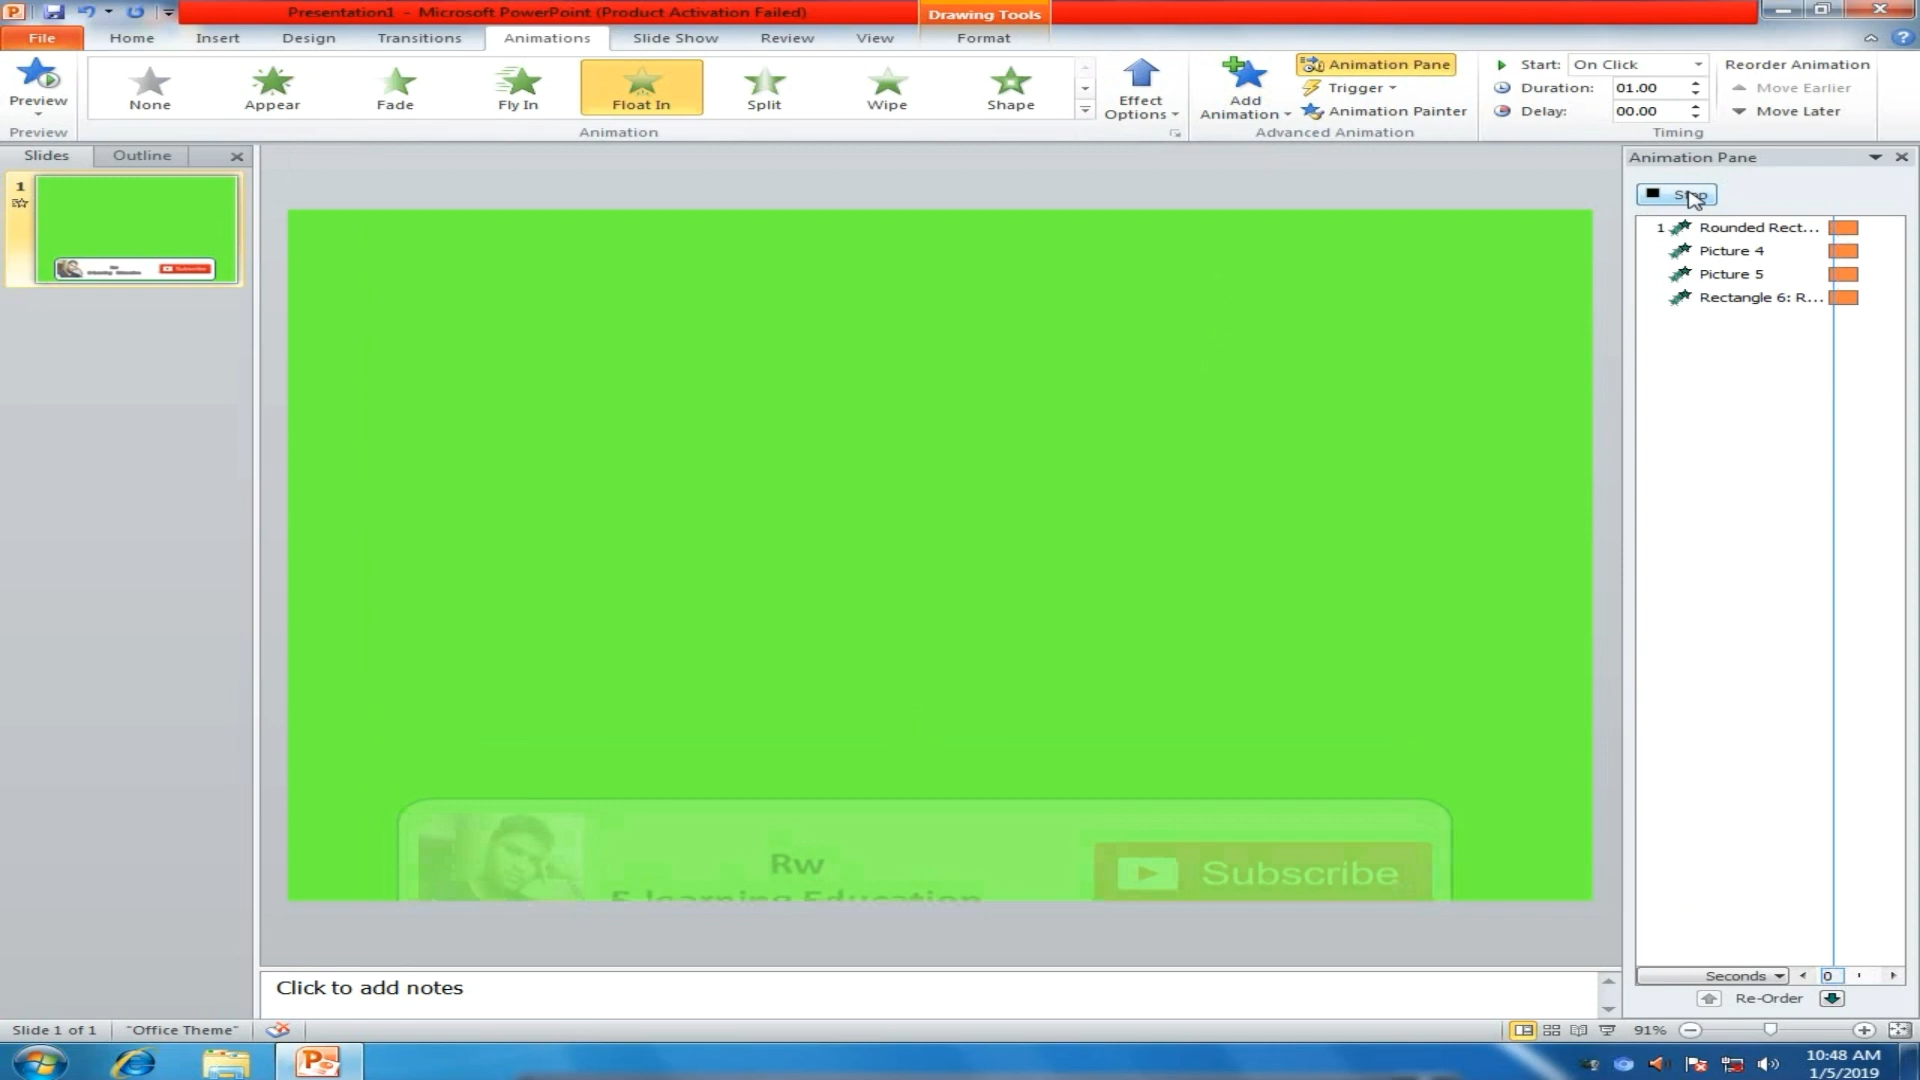 Presentation1 - Microsoft PowerPoint (Product Activation Failed)
Drawing Tools
File Home Insert Design Transitions Animations Slide Show Review View Format
Preview
None Appear Fade Fly In Float In Split Wipe Shape
Effect Options
Add Animation
Animation Pane
Trigger
Animation Painter
Start: On Click
Duration: 01.00
Delay: 00.00
Reorder Animation
Move Earlier
Move Later
Preview Animation Advanced Animation Timing
Slides Outline
Animation Pane
1
Stop
1 Rounded Rect...
Picture 4
Picture 5
Rectangle 6: R...
Rw
E-learning Education
Subscribe
Seconds 0
Re-Order
Click to add notes
Slide 1 of 1 "Office Theme" 91%
10:48 AM
1/5/2019